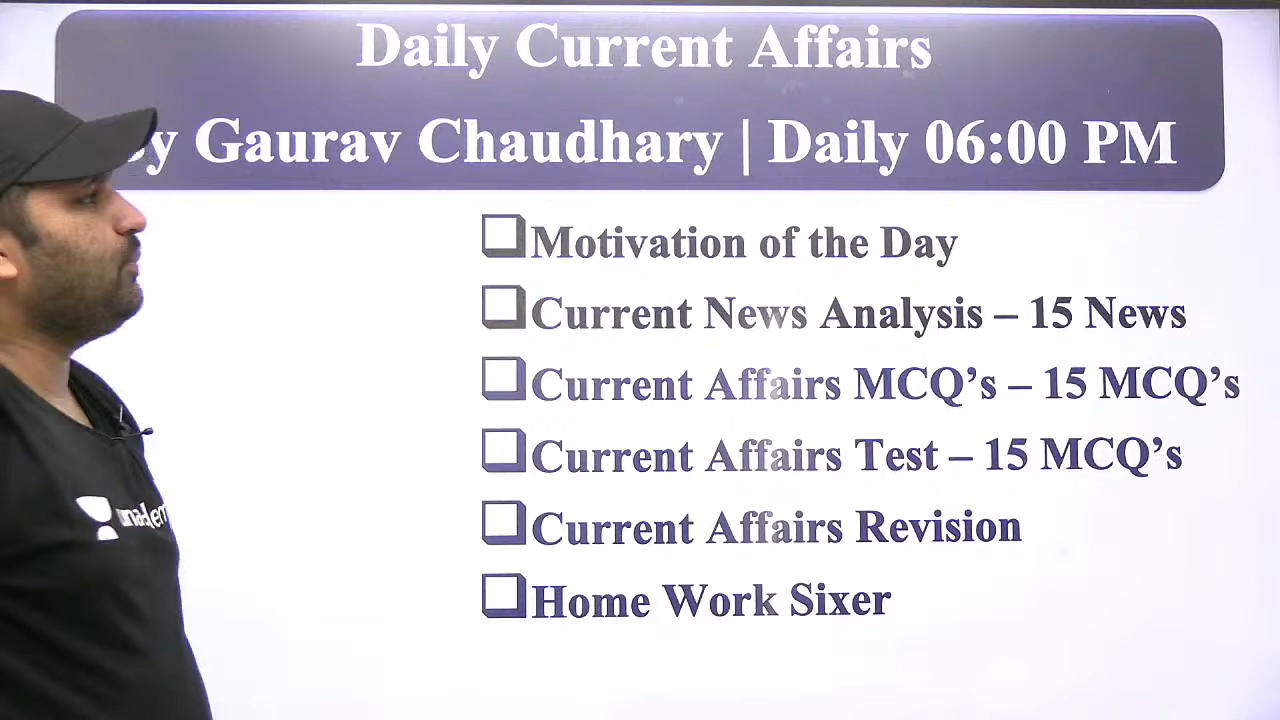 Daily Current Affairs
y Gaurav Chaudhary | Daily 06:00 PM
Motivation of the Day
Current News Analysis – 15 News
Current Affairs MCQ’s – 15 MCQ’s
Current Affairs Test – 15 MCQ’s
Current Affairs Revision
Home Work Sixer